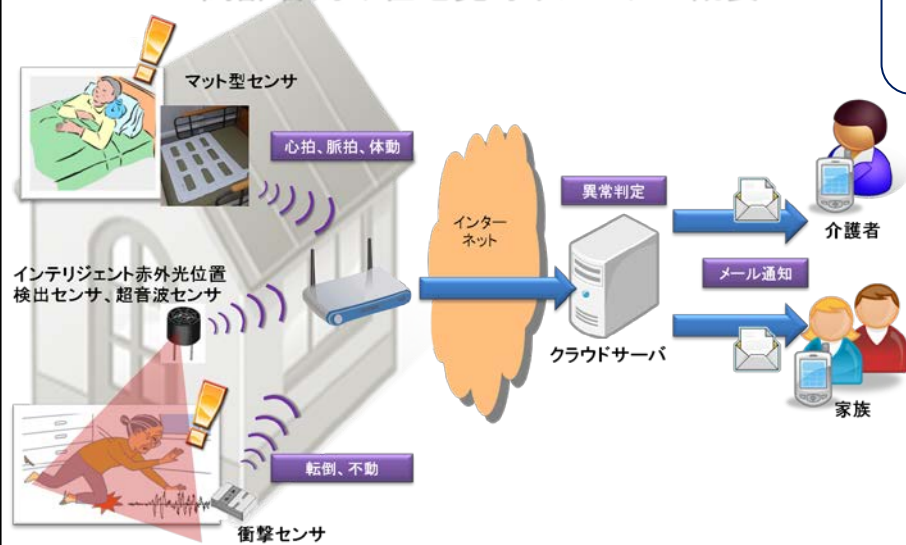 マット型センサ
心拍、脈拍、体動
インター
ネット
異常判定
介護者
インテリジェント赤外光位置
検出センサ、超音波センサ
メール通知
クラウドサーバ
家族
転倒、不動
衝撃センサ